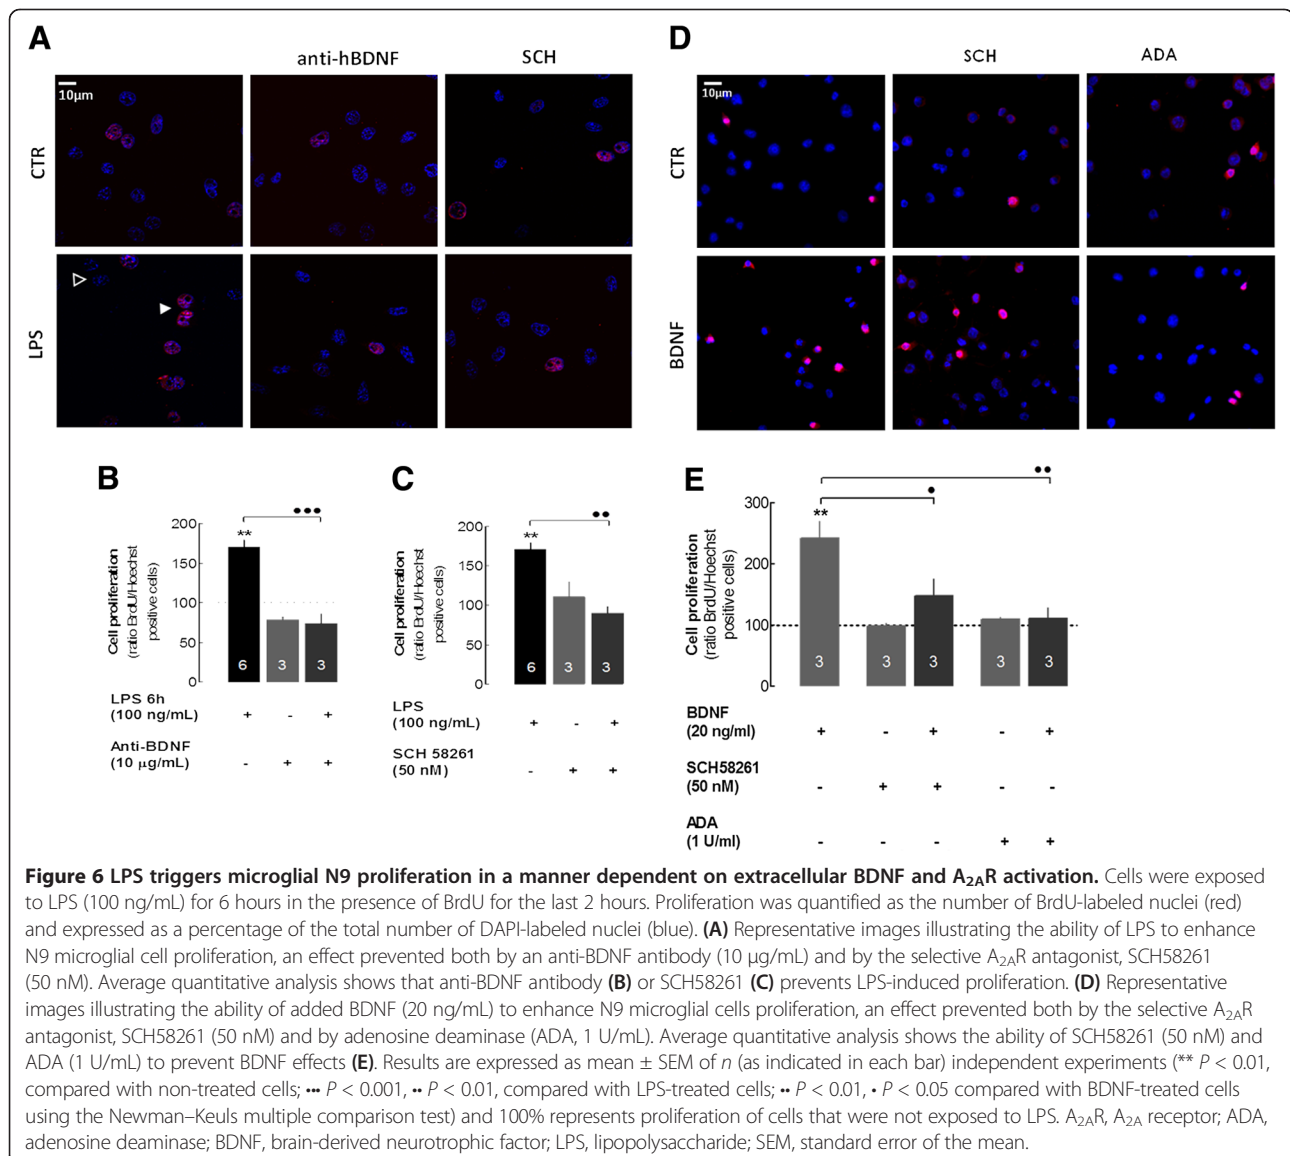 A
anti-hBDNF SCH
10μm
CTR
LPS
D
SCH ADA
10μm
CTR
BDNF
B
●●●
200
**
150
100
50
0
Cell proliferation
(ratio BrdU/Hoechst
positive cells)
6 3 3
LPS 6h
(100 ng/mL) + - +
Anti-BDNF
(10 μg/mL) - + +
C
●●
200
**
150
100
50
0
Cell proliferation
(ratio BrdU/Hoechst
positive cells)
6 3 3
LPS
(100 ng/mL) + - +
SCH 58261
(50 nM) - + +
E
●●
●
300
**
200
100
0
Cell proliferation
(ratio BrdU/Hoechst
positive cells)
3 3 3 3 3
BDNF
(20 ng/ml) + - + - +
SCH58261
(50 nM) - + + - -
ADA
(1 U/ml) - - - + +
Figure 6 LPS triggers microglial N9 proliferation in a manner dependent on extracellular BDNF and A2AR activation. Cells were exposed
to LPS (100 ng/mL) for 6 hours in the presence of BrdU for the last 2 hours. Proliferation was quantified as the number of BrdU-labeled nuclei (red)
and expressed as a percentage of the total number of DAPI-labeled nuclei (blue). (A) Representative images illustrating the ability of LPS to enhance
N9 microglial cell proliferation, an effect prevented both by an anti-BDNF antibody (10 μg/mL) and by the selective A2AR antagonist, SCH58261
(50 nM). Average quantitative analysis shows that anti-BDNF antibody (B) or SCH58261 (C) prevents LPS-induced proliferation. (D) Representative
images illustrating the ability of added BDNF (20 ng/mL) to enhance N9 microglial cells proliferation, an effect prevented both by the selective A2AR
antagonist, SCH58261 (50 nM) and by adenosine deaminase (ADA, 1 U/mL). Average quantitative analysis shows the ability of SCH58261 (50 nM) and
ADA (1 U/mL) to prevent BDNF effects (E). Results are expressed as mean ± SEM of n (as indicated in each bar) independent experiments (** P < 0.01,
compared with non-treated cells; ••• P < 0.001, •• P < 0.01, compared with LPS-treated cells; •• P < 0.01, • P < 0.05 compared with BDNF-treated cells
using the Newman–Keuls multiple comparison test) and 100% represents proliferation of cells that were not exposed to LPS. A2AR, A2A receptor; ADA,
adenosine deaminase; BDNF, brain-derived neurotrophic factor; LPS, lipopolysaccharide; SEM, standard error of the mean.